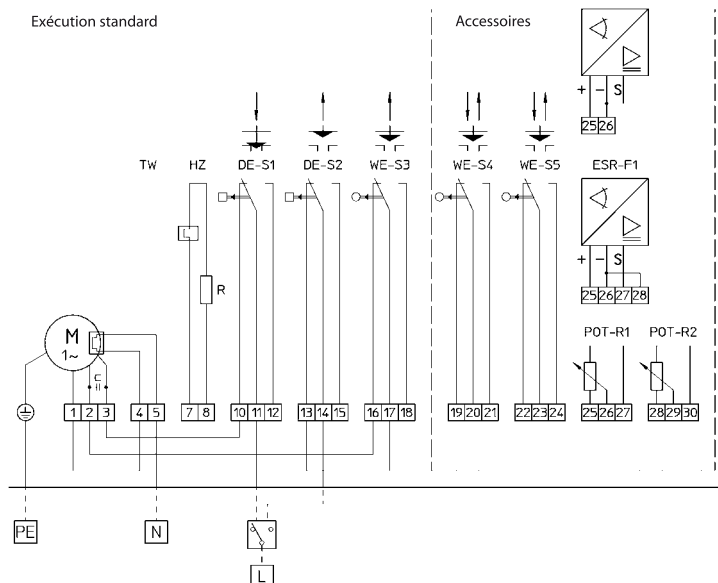 Exécution standard
Accessoires
+ − S
25 26
TW HZ DE-S1 DE-S2 WE-S3 WE-S4 WE-S5 ESR-F1
R
+ − S
25 26 27 28
M
1~
POT-R1 POT-R2
1 2 3 4 5 7 8 10 11 12 13 14 15 16 17 18 19 20 21 22 23 24 25 26 27 28 29 30
PE N
L